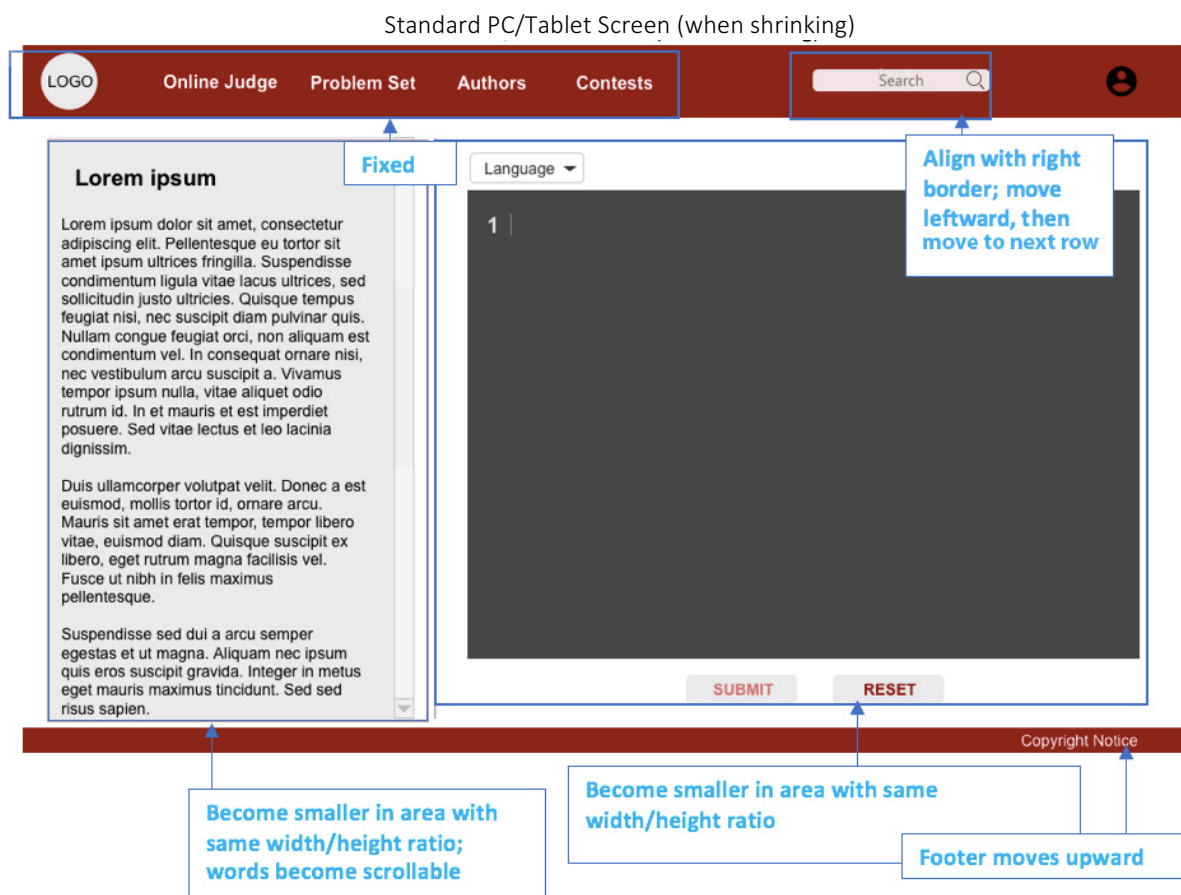 Standard PC/Tablet Screen (when shrinking)
LOGO
Online Judge
Problem Set
Authors
Contests
Search
Fixed
Language
Align with right
border; move
leftward, then
move to next row
Lorem ipsum
Lorem ipsum dolor sit amet, consectetur
adipiscing elit. Pellentesque eu tortor sit
amet ipsum ultrices fringilla. Suspendisse
condimentum ligula vitae lacus ultrices, sed
sollicitudin justo ultricies. Quisque tempus
feugiat nisi, nec suscipit diam pulvinar quis.
Nullam congue feugiat orci, non aliquam est
condimentum vel. In consequat ornare nisi,
nec vestibulum arcu suscipit a. Vivamus
tempor ipsum nulla, vitae aliquet odio
rutrum id. In et mauris et est imperdiet
posuere. Sed vitae lectus et leo lacinia
dignissim.
Duis ullamcorper volutpat velit. Donec a est
euismod, mollis tortor id, ornare arcu.
Mauris sit amet erat tempor, tempor libero
vitae, euismod diam. Quisque suscipit ex
libero, eget rutrum magna facilisis vel.
Fusce ut nibh in felis maximus
pellentesque.
Suspendisse sed dui a arcu semper
egestas et ut magna. Aliquam nec ipsum
quis eros suscipit gravida. Integer in metus
eget mauris maximus tincidunt. Sed sed
risus sapien.
1
SUBMIT
RESET
Copyright Notice
Become smaller in area with
same width/height ratio;
words become scrollable
Become smaller in area with same
width/height ratio
Footer moves upward